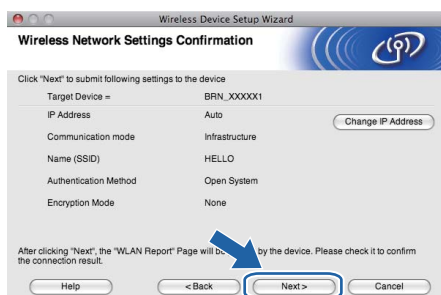 Wireless Device Setup Wizard
Wireless Network Settings Confirmation
Click "Next" to submit following settings to the device
Target Device = BRN_XXXXX1
IP Address Auto
Change IP Address
Communication mode Infrastructure
Name (SSID) HELLO
Authentication Method Open System
Encryption Mode None
After clicking "Next", the "WLAN Report" Page will by the device. Please check it to confirm
the connection result.
Help < Back Next > Cancel